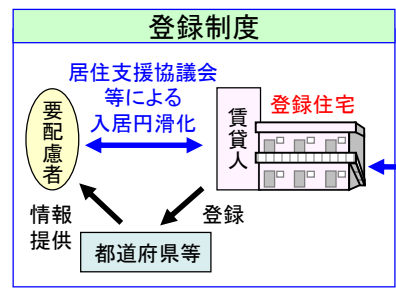 登録制度
居住支援協議会
等による
入居円滑化
要配慮者
賃貸人
登録住宅
情報
提供
登録
都道府県等